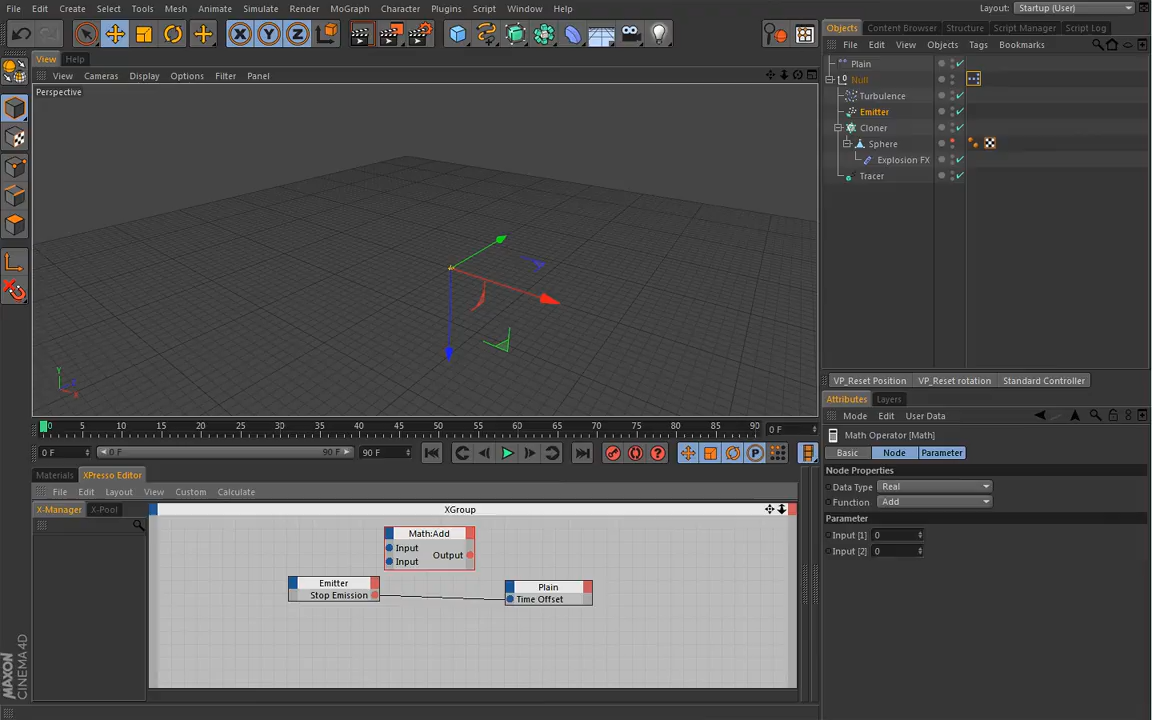 File Edit Create Select Tools Mesh Animate Simulate Render MoGraph Character Plugins Script Window Help
Layout: Startup (User)
Objects Content Browser Structure Script Manager Script Log
File Edit View Objects Tags Bookmarks
View Help
View Cameras Display Options Filter Panel
Perspective
Plain
Null
Turbulence
Emitter
Cloner
Sphere
Explosion FX
Tracer
X Y Z
Y
X
VP_Reset Position VP_Reset rotation Standard Controller
Attributes Layers
Mode Edit User Data
Math Operator [Math]
Basic Node Parameter
Node Properties
Data Type Real
Function Add
Parameter
Input [1] 0
Input [2] 0
0 5 10 15 20 25 30 35 40 45 50 55 60 65 70 75 80 85 90 0 F
0 F 0 F 90 F 90 F
Materials XPresso Editor
File Edit Layout View Custom Calculate
X-Manager X-Pool
XGroup
Math:Add
Input
Output
Input
Emitter
Stop Emission
Plain
Time Offset
MAXON
CINEMA 4D